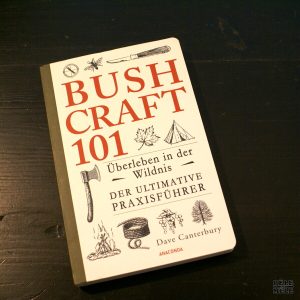 BUSH
CRAFT
101
Überleben in der
Wildnis
DER ULTIMATIVE
PRAXISFÜHRER
Dave Canterbury
ANACONDA